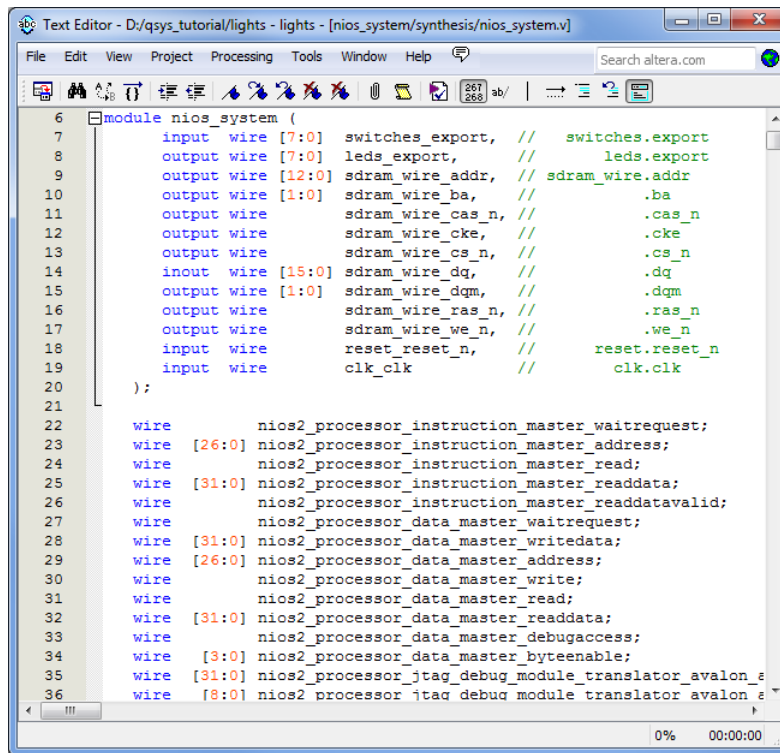 Text Editor - D:/qsys_tutorial/lights - lights - [nios_system/synthesis/nios_system.v]
File Edit View Project Processing Tools Window Help Search altera.com
267 268 ab/
6 module nios_system (
7 input wire [7:0] switches_export, // switches.export
8 output wire [7:0] leds_export, // leds.export
9 output wire [12:0] sdram_wire_addr, // sdram_wire.addr
10 output wire [1:0] sdram_wire_ba, // .ba
11 output wire sdram_wire_cas_n, // .cas_n
12 output wire sdram_wire_cke, // .cke
13 output wire sdram_wire_cs_n, // .cs_n
14 inout wire [15:0] sdram_wire_dq, // .dq
15 output wire [1:0] sdram_wire_dqm, // .dqm
16 output wire sdram_wire_ras_n, // .ras_n
17 output wire sdram_wire_we_n, // .we_n
18 input wire reset_reset_n, // reset.reset_n
19 input wire clk_clk // clk.clk
20 );
21
22 wire nios2_processor_instruction_master_waitrequest;
23 wire [26:0] nios2_processor_instruction_master_address;
24 wire nios2_processor_instruction_master_read;
25 wire [31:0] nios2_processor_instruction_master_readdata;
26 wire nios2_processor_instruction_master_readdatavalid;
27 wire nios2_processor_data_master_waitrequest;
28 wire [31:0] nios2_processor_data_master_writedata;
29 wire [26:0] nios2_processor_data_master_address;
30 wire nios2_processor_data_master_write;
31 wire nios2_processor_data_master_read;
32 wire [31:0] nios2_processor_data_master_readdata;
33 wire nios2_processor_data_master_debugaccess;
34 wire [3:0] nios2_processor_data_master_byteenable;
35 wire [31:0] nios2_processor_jtag_debug_module_translator_avalon_a
36 wire [8:0] nios2_processor_jtag_debug_module_translator_avalon_a
0% 00:00:00